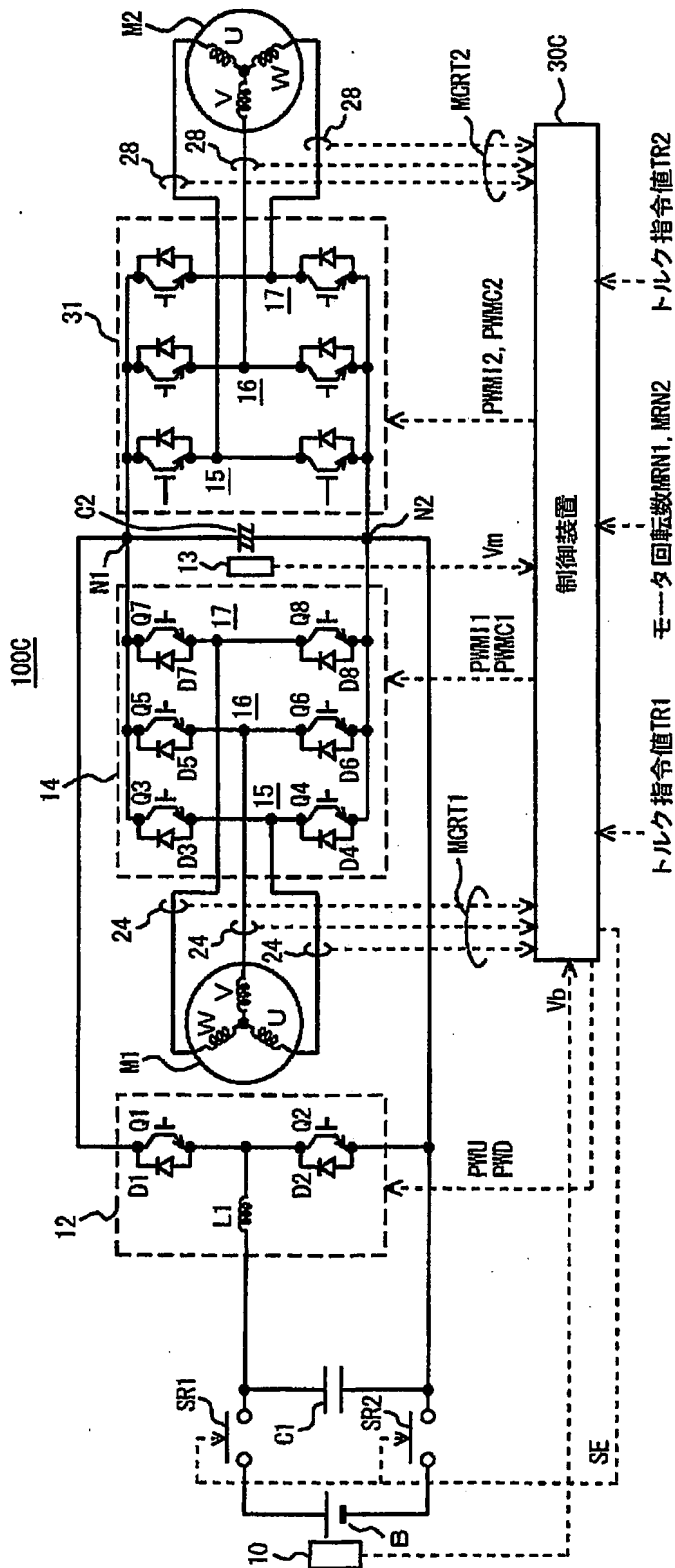 100C
12
D1
Q1
D2
Q2
L1
PWU
PWD
M1
W
V
U
24
24
24
14
Q3
Q5
Q7
D3
D5
D7
15
16
17
Q4
Q6
Q8
D4
D6
D8
MCRT1
PWMI1
PWMC1
N1
C2
13
Vm
N2
31
15
16
17
PWMI2, PWMC2
M2
U
V
W
28
28
28
MCRT2
30C
制御装置
Vb
SR1
C1
SR2
SE
10
B
トルク指令値TR1
モータ回転数MRN1, MRN2
トルク指令値TR2